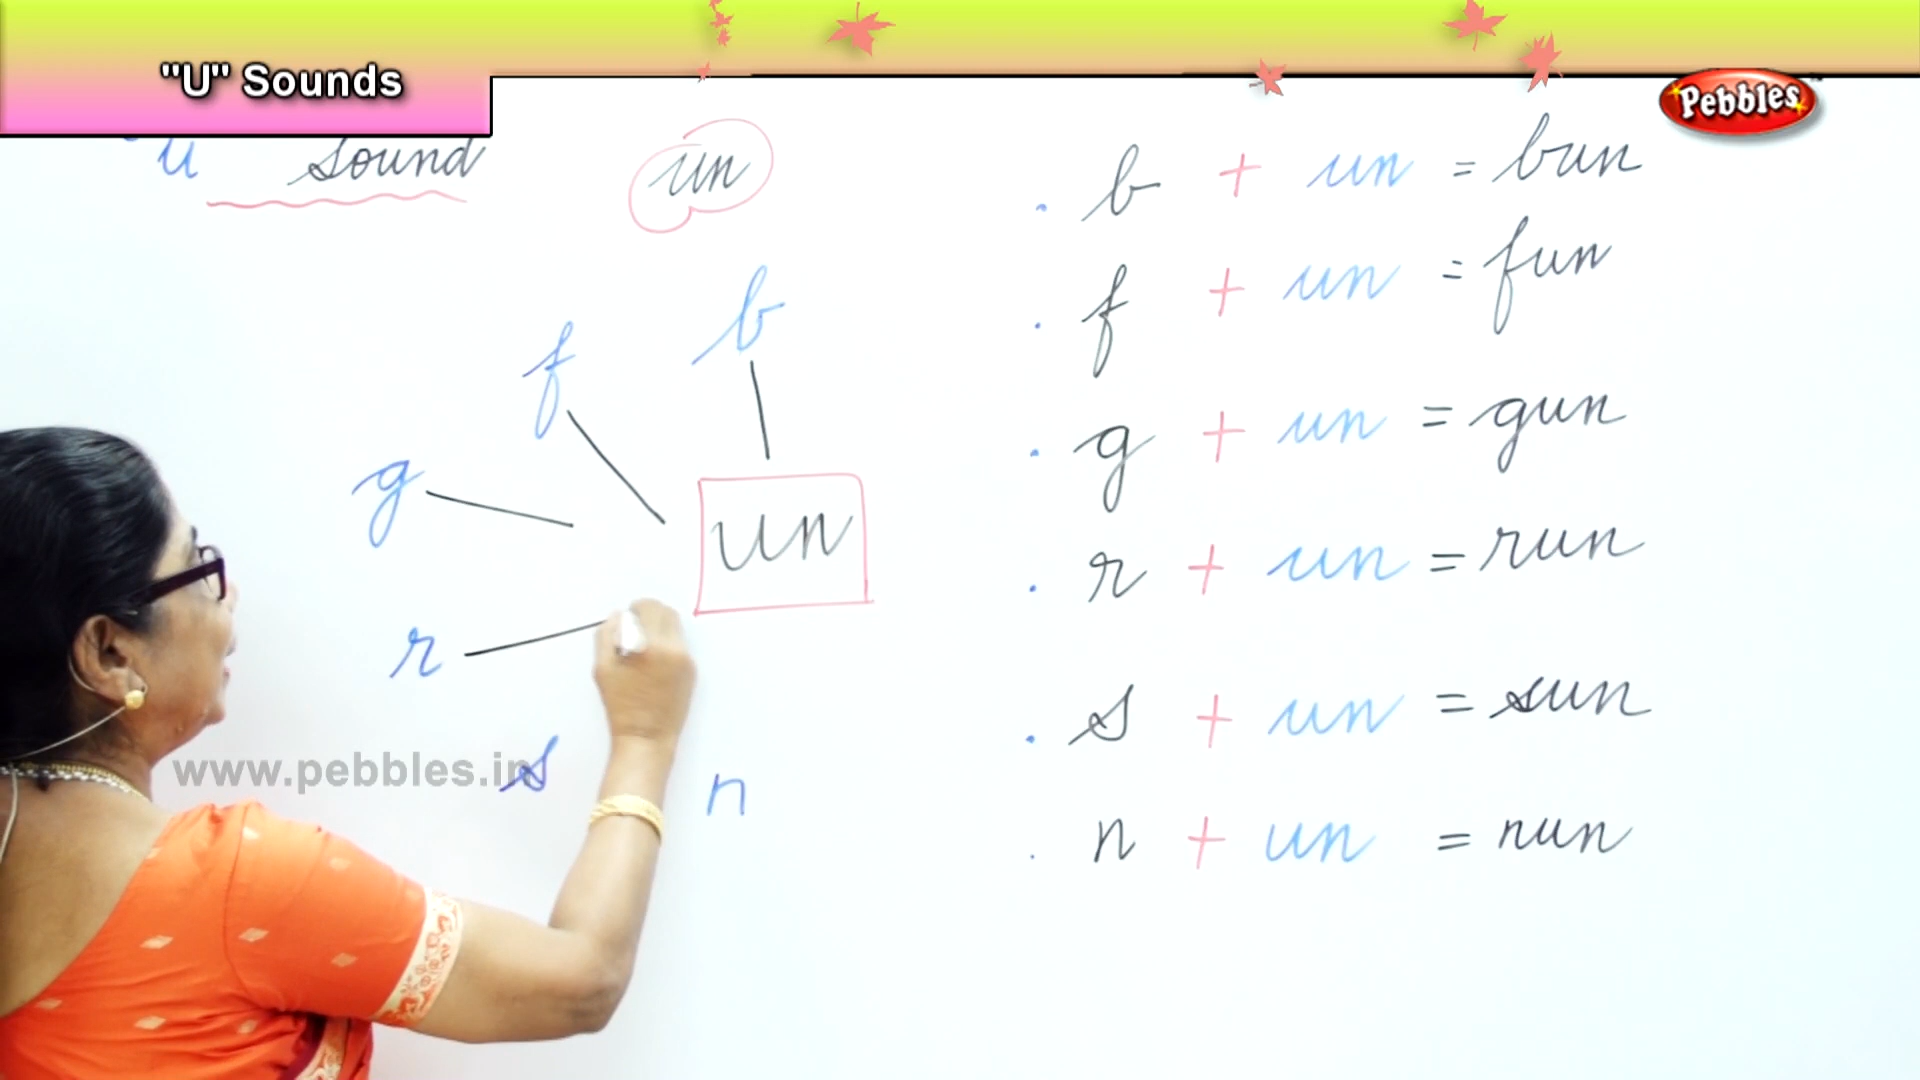 "U" Sounds
Pebbles
u sound
un
b + un = bun
f + un = fun
g + un = gun
r + un = run
s + un = sun
n + un = nun
b
f
g
un
r
s
n
www.pebbles.in